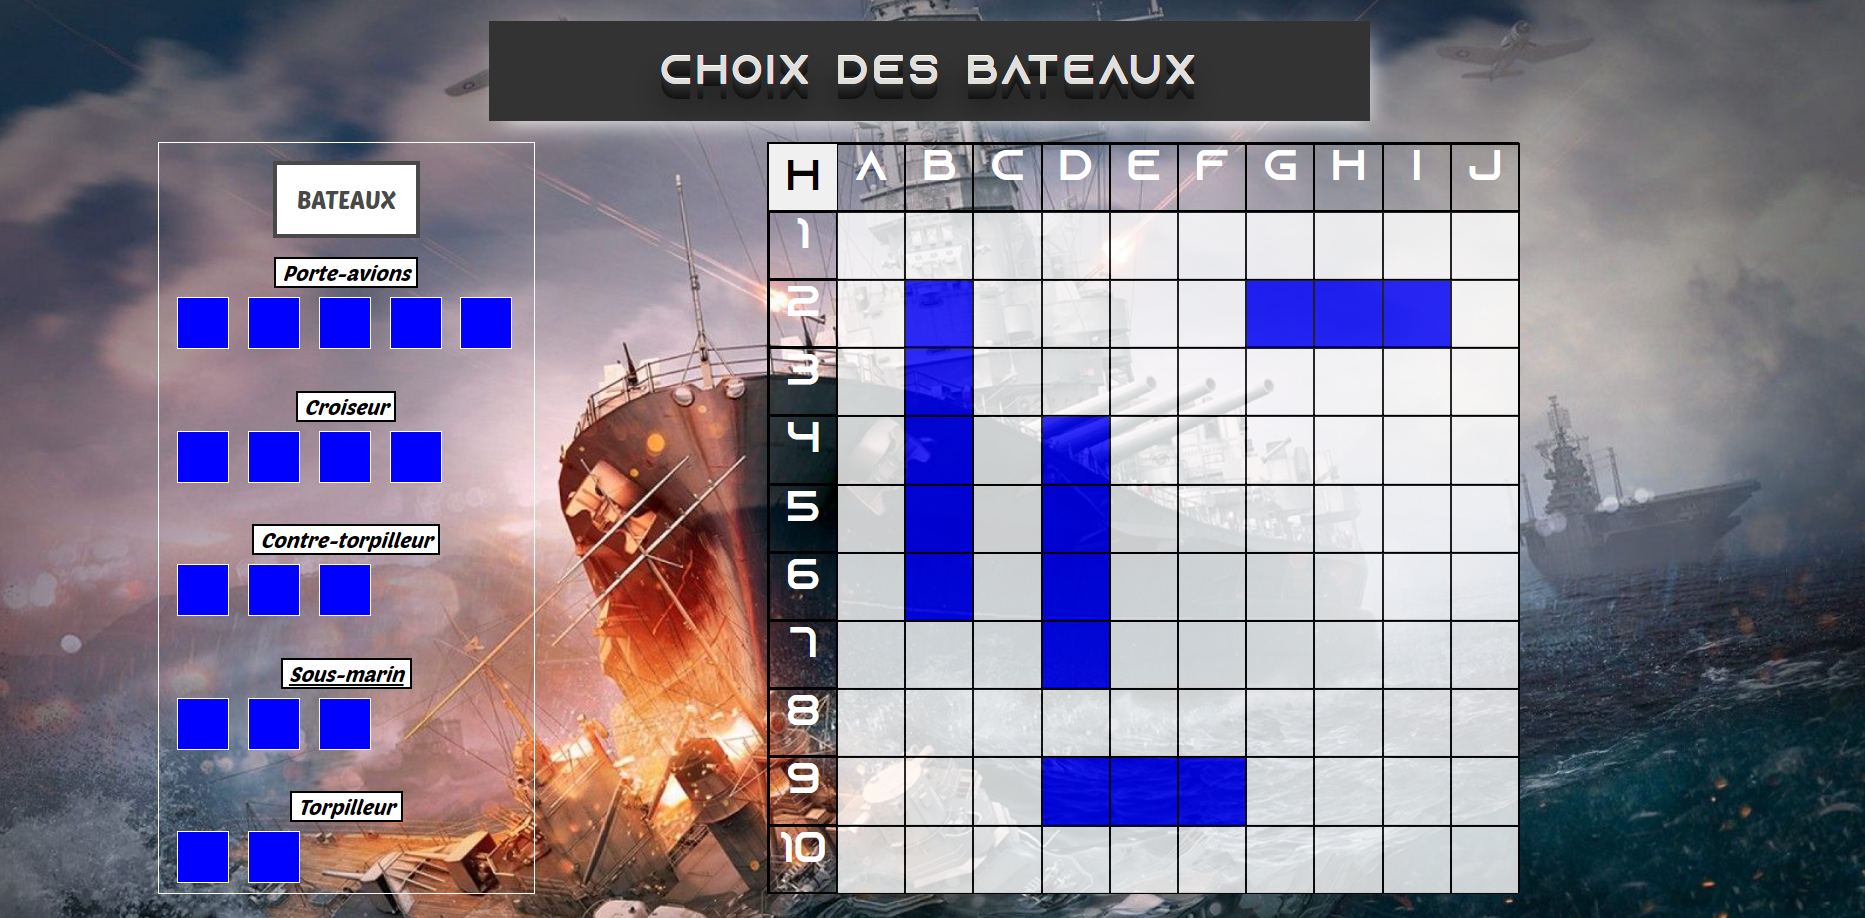 CHOIX DES BATEAUX
BATEAUX
Porte-avions
Croiseur
Contre-torpilleur
Sous-marin
Torpilleur
H A B C D E F G H I J
1
2
3
4
5
6
7
8
9
10